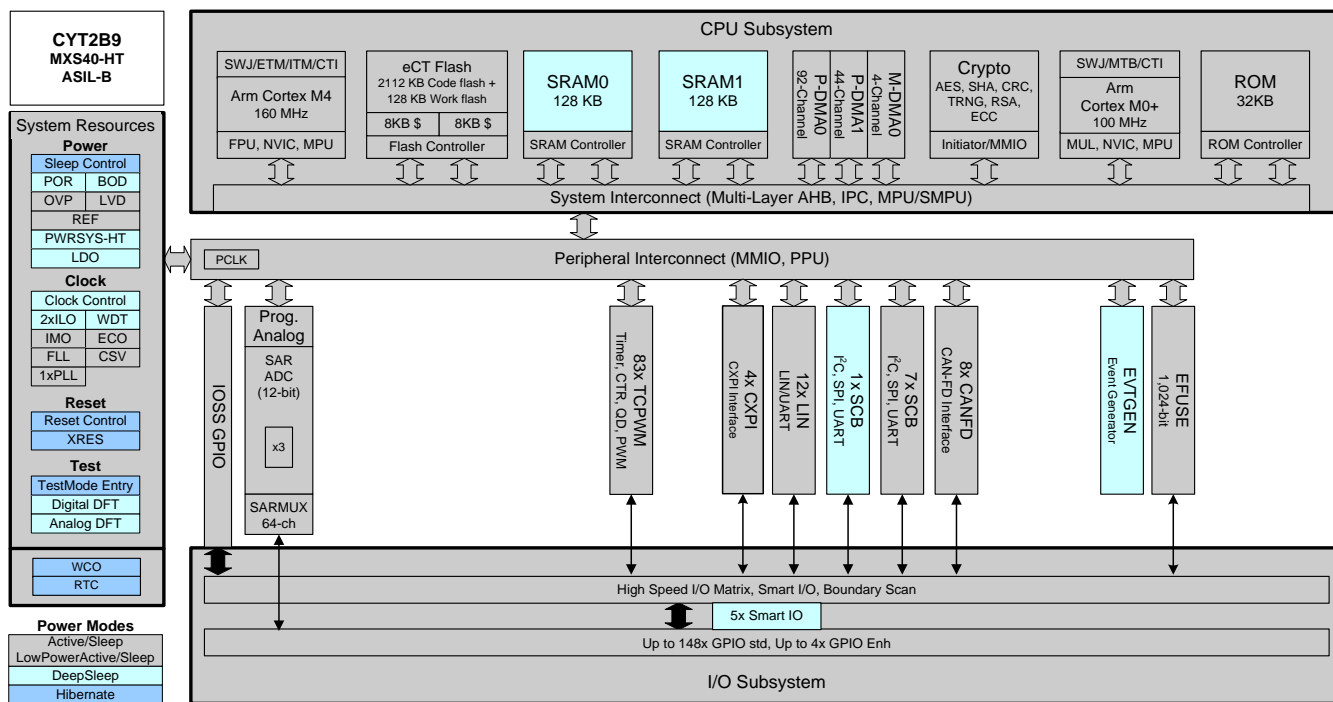 CYT2B9
MXS40-HT
ASIL-B
System Resources
Power
Sleep Control
POR BOD
OVP LVD
REF
PWRSYS-HT
LDO
Clock
Clock Control
2xILO WDT
IMO ECO
FLL CSV
1xPLL
Reset
Reset Control
XRES
Test
TestMode Entry
Digital DFT
Analog DFT
WCO
RTC
Power Modes
Active/Sleep
LowPowerActive/Sleep
DeepSleep
Hibernate
CPU Subsystem
SWJ/ETM/ITM/CTI
Arm Cortex M4
160 MHz
FPU, NVIC, MPU
eCT Flash
2112 KB Code flash +
128 KB Work flash
8KB $ 8KB $
Flash Controller
SRAM0
128 KB
SRAM Controller
SRAM1
128 KB
SRAM Controller
P-DMA0
92-Channel
P-DMA1
44-Channel
M-DMA0
4-Channel
Crypto
AES, SHA, CRC,
TRNG, RSA,
ECC
Initiator/MMIO
SWJ/MTB/CTI
Arm
Cortex M0+
100 MHz
MUL, NVIC, MPU
ROM
32KB
ROM Controller
System Interconnect (Multi-Layer AHB, IPC, MPU/SMPU)
PCLK
Peripheral Interconnect (MMIO, PPU)
IOSS GPIO
Prog.
Analog
SAR
ADC
(12-bit)
x3
SARMUX
64-ch
83x TCPWM
Timer, CTR, QD, PWM
4x CXPI
CXPI Interface
12x LIN
LIN/UART
1x SCB
I²C, SPI, UART
7x SCB
I²C, SPI, UART
8x CANFD
CAN-FD Interface
EVTGEN
Event Generator
EFUSE
1,024-bit
High Speed I/O Matrix, Smart I/O, Boundary Scan
5x Smart IO
Up to 148x GPIO std, Up to 4x GPIO Enh
I/O Subsystem